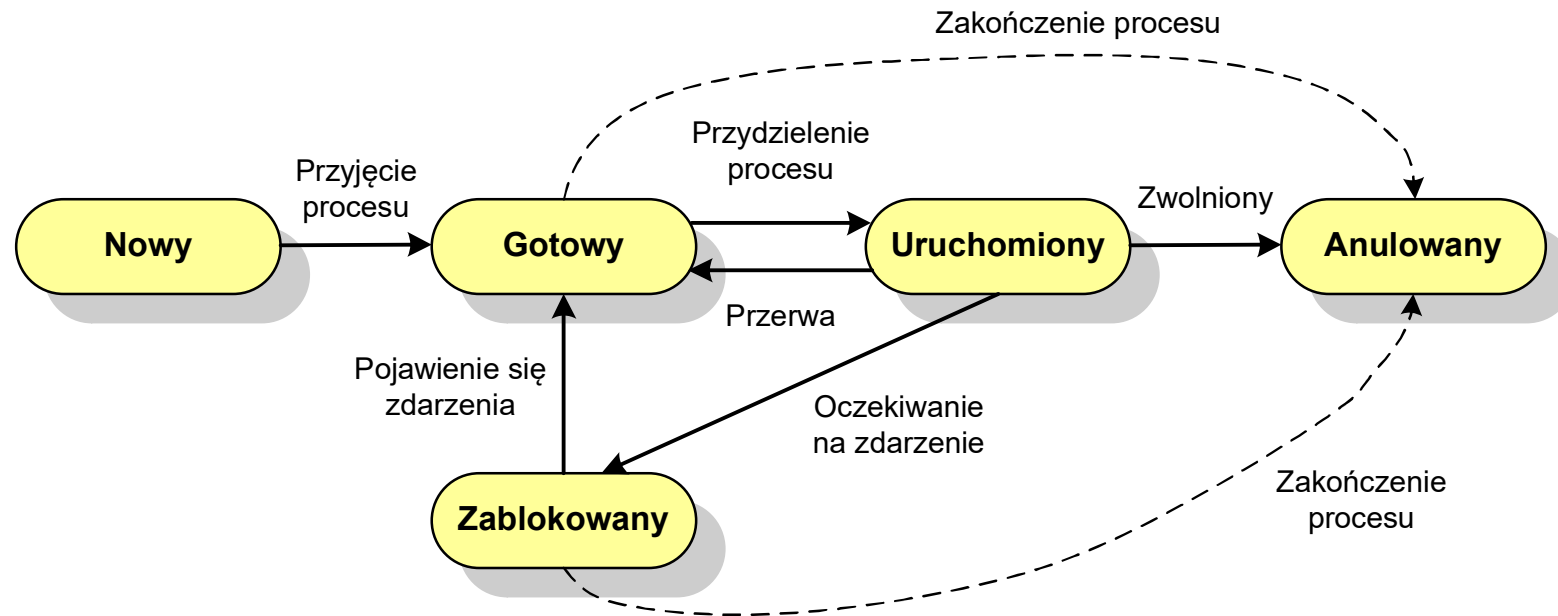 Zakończenie procesu
Przydzielenie
procesu
Przyjęcie
procesu
Zwolniony
Nowy
Gotowy
Uruchomiony
Anulowany
Przerwa
Pojawienie się
zdarzenia
Oczekiwanie
na zdarzenie
Zakończenie
procesu
Zablokowany